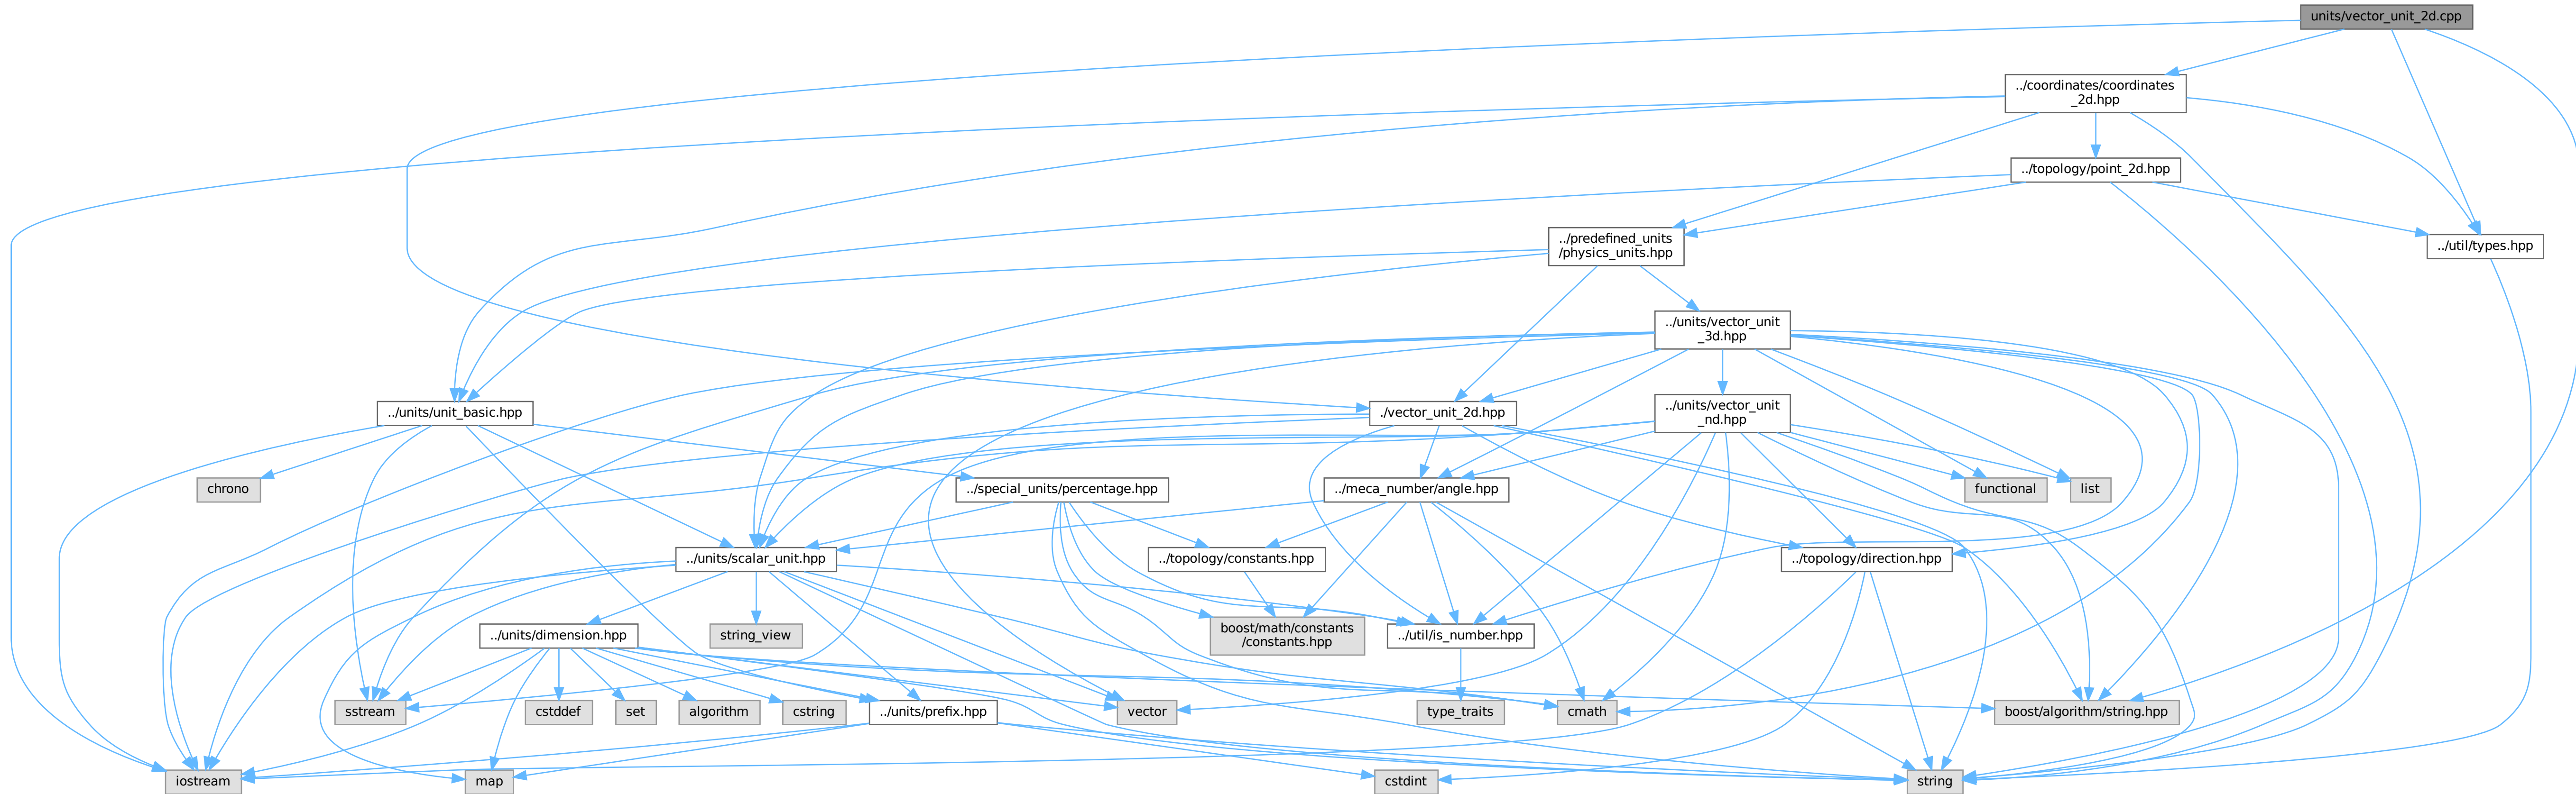 units/vector_unit_2d.cpp
../coordinates/coordinates
_2d.hpp
../topology/point_2d.hpp
../predefined_units
/physics_units.hpp
../util/types.hpp
../units/vector_unit
_3d.hpp
../units/unit_basic.hpp
./vector_unit_2d.hpp
../units/vector_unit
_nd.hpp
chrono
../special_units/percentage.hpp
../meca_number/angle.hpp
functional
list
../units/scalar_unit.hpp
../topology/constants.hpp
../topology/direction.hpp
../units/dimension.hpp
string_view
boost/math/constants
/constants.hpp
../util/is_number.hpp
sstream
cstddef
set
algorithm
cstring
../units/prefix.hpp
vector
type_traits
cmath
boost/algorithm/string.hpp
iostream
map
cstdint
string